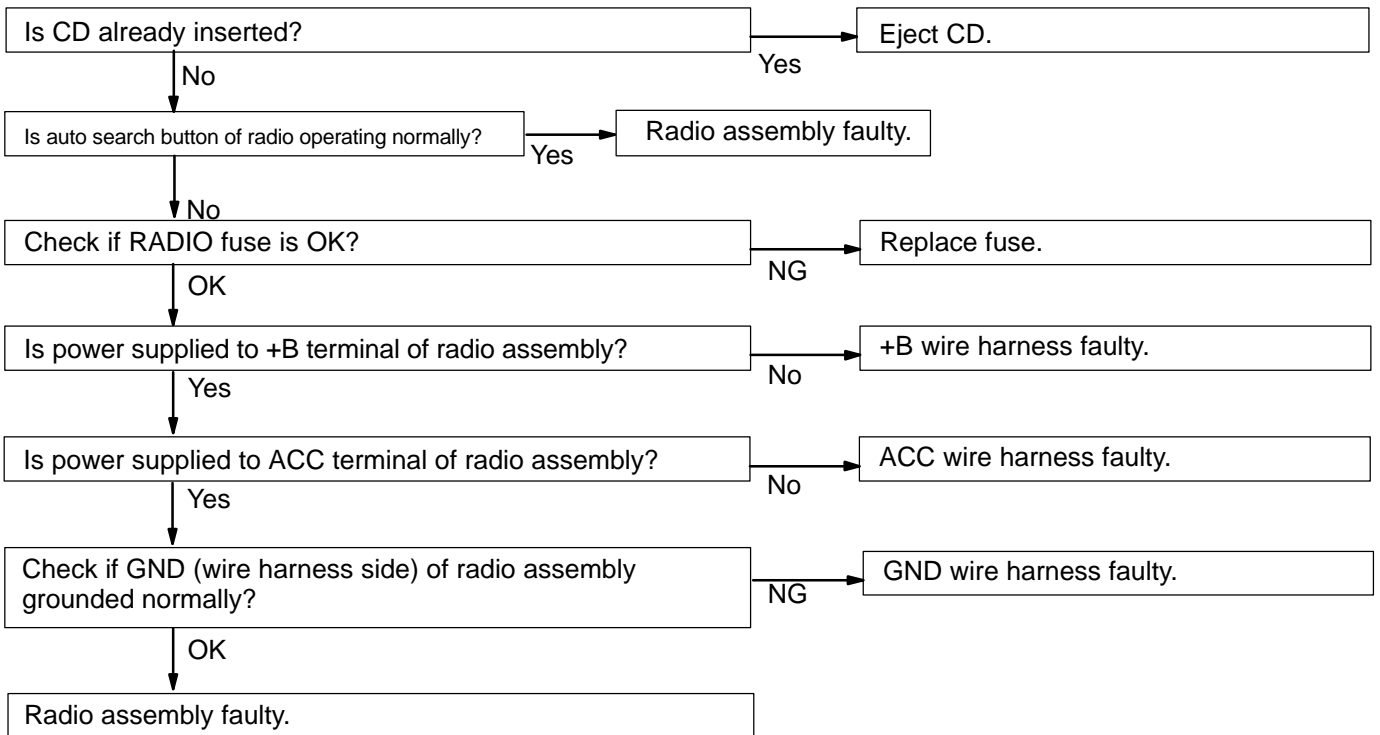 Is CD already inserted?
Eject CD.
Yes
No
Is auto search button of radio operating normally?
Radio assembly faulty.
Yes
No
Check if RADIO fuse is OK?
Replace fuse.
NG
OK
Is power supplied to +B terminal of radio assembly?
+B wire harness faulty.
No
Yes
Is power supplied to ACC terminal of radio assembly?
ACC wire harness faulty.
No
Yes
Check if GND (wire harness side) of radio assembly
grounded normally?
GND wire harness faulty.
NG
OK
Radio assembly faulty.